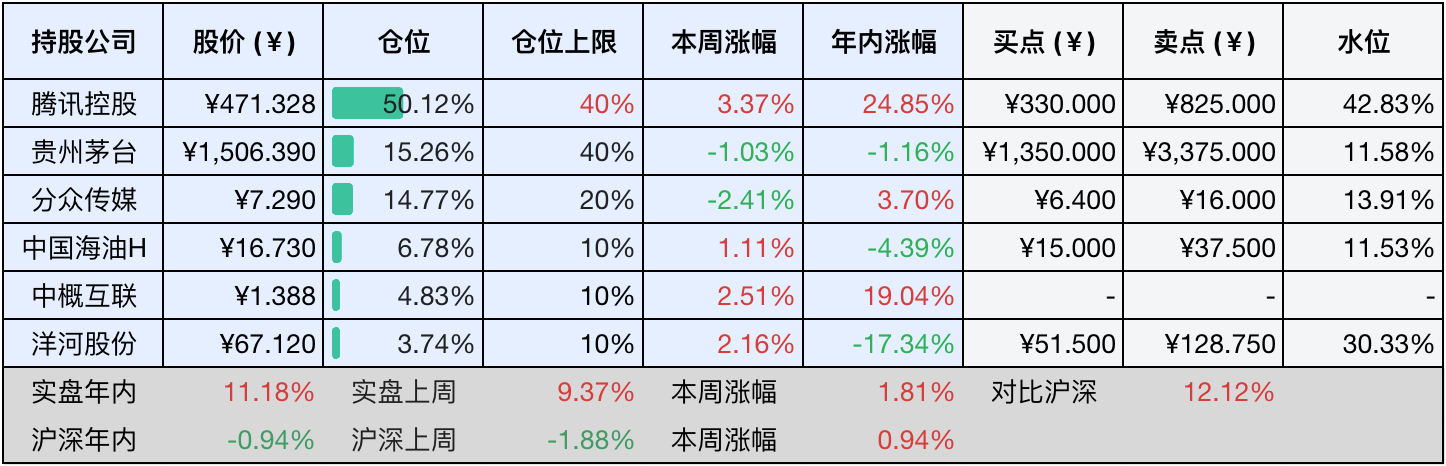 持股公司 股价 (¥) 仓位 仓位上限 本周涨幅 年内涨幅 买点 (¥) 卖点 (¥) 水位
腾讯控股 ¥471.328 50.12% 40% 3.37% 24.85% ¥330.000 ¥825.000 42.83%
贵州茅台 ¥1,506.390 15.26% 40% -1.03% -1.16% ¥1,350.000 ¥3,375.000 11.58%
分众传媒 ¥7.290 14.77% 20% -2.41% 3.70% ¥6.400 ¥16.000 13.91%
中国海油H ¥16.730 6.78% 10% 1.11% -4.39% ¥15.000 ¥37.500 11.53%
中概互联 ¥1.388 4.83% 10% 2.51% 19.04% - - -
洋河股份 ¥67.120 3.74% 10% 2.16% -17.34% ¥51.500 ¥128.750 30.33%
实盘年内 11.18% 实盘上周 9.37% 本周涨幅 1.81% 对比沪深 12.12%
沪深年内 -0.94% 沪深上周 -1.88% 本周涨幅 0.94%